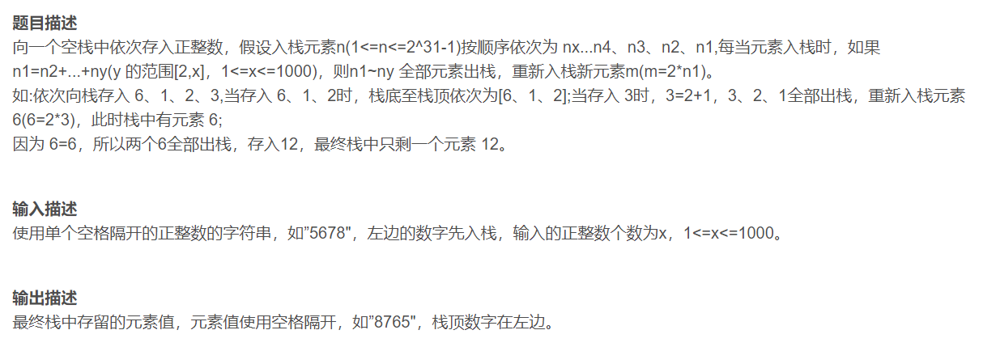 题目描述
向一个空栈中依次存入正整数，假设入栈元素n(1<=n<=2^31-1)按顺序依次为 nx...n4、n3、n2、n1,每当元素入栈时，如果
n1=n2+...+ny(y 的范围[2,x]，1<=x<=1000)，则n1~ny 全部元素出栈，重新入栈新元素m(m=2*n1)。
如:依次向栈存入 6、1、2、3,当存入 6、1、2时，栈底至栈顶依次为[6、1、2];当存入 3时，3=2+1，3、2、1全部出栈，重新入栈元素
6(6=2*3)，此时栈中有元素 6;
因为 6=6，所以两个6全部出栈，存入12，最终栈中只剩一个元素 12。
输入描述
使用单个空格隔开的正整数的字符串，如”5678"，左边的数字先入栈，输入的正整数个数为x，1<=x<=1000。
输出描述
最终栈中存留的元素值，元素值使用空格隔开，如”8765"，栈顶数字在左边。